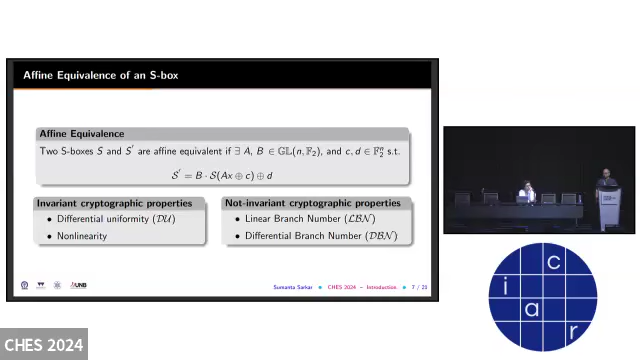 Affine Equivalence of an S-box
Affine Equivalence
Two S-boxes S and S′ are affine equivalent if ∃ A, B ∈ 𝔾𝕃(n, 𝔽₂), and c, d ∈ 𝔽₂ⁿ s.t.
S′ = B · S(Ax ⊕ c) ⊕ d
Invariant cryptographic properties
• Differential uniformity (DU)
• Nonlinearity
Not-invariant cryptographic properties
• Linear Branch Number (LBN)
• Differential Branch Number (DBN)
UNB
Sumanta Sarkar • CHES 2024 – Introduction • 7 / 21
i a c r
CHES 2024